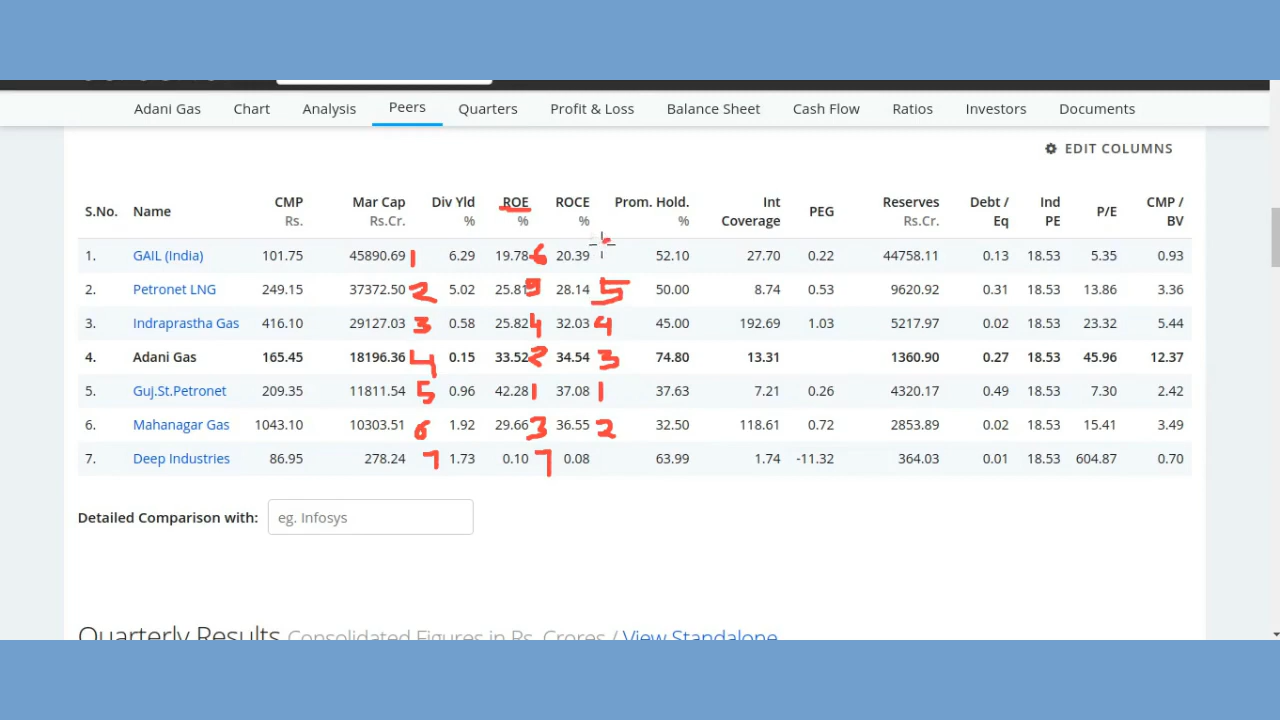 Adani Gas Chart Analysis Peers Quarters Profit & Loss Balance Sheet Cash Flow Ratios Investors Documents
EDIT COLUMNS
S.No. Name CMP Rs. Mar Cap Rs.Cr. Div Yld % ROE % ROCE % Prom. Hold. % Int Coverage PEG Reserves Rs.Cr. Debt / Eq Ind PE P/E CMP / BV
1. GAIL (India) 101.75 45890.69 1 6.29 19.78 6 20.39 52.10 27.70 0.22 44758.11 0.13 18.53 5.35 0.93
2. Petronet LNG 249.15 37372.50 2 5.02 25.81 5 28.14 5 50.00 8.74 0.53 9620.92 0.31 18.53 13.86 3.36
3. Indraprastha Gas 416.10 29127.03 3 0.58 25.82 4 32.03 4 45.00 192.69 1.03 5217.97 0.02 18.53 23.32 5.44
4. Adani Gas 165.45 18196.36 4 0.15 33.52 2 34.54 3 74.80 13.31 1360.90 0.27 18.53 45.96 12.37
5. Guj.St.Petronet 209.35 11811.54 5 0.96 42.28 1 37.08 1 37.63 7.21 0.26 4320.17 0.49 18.53 7.30 2.42
6. Mahanagar Gas 1043.10 10303.51 6 1.92 29.66 3 36.55 2 32.50 118.61 0.72 2853.89 0.02 18.53 15.41 3.49
7. Deep Industries 86.95 278.24 7 1.73 0.10 7 0.08 63.99 1.74 -11.32 364.03 0.01 18.53 604.87 0.70
Detailed Comparison with: eg. Infosys
Quarterly Results Consolidated Figures in Rs. Crores / View Standalone